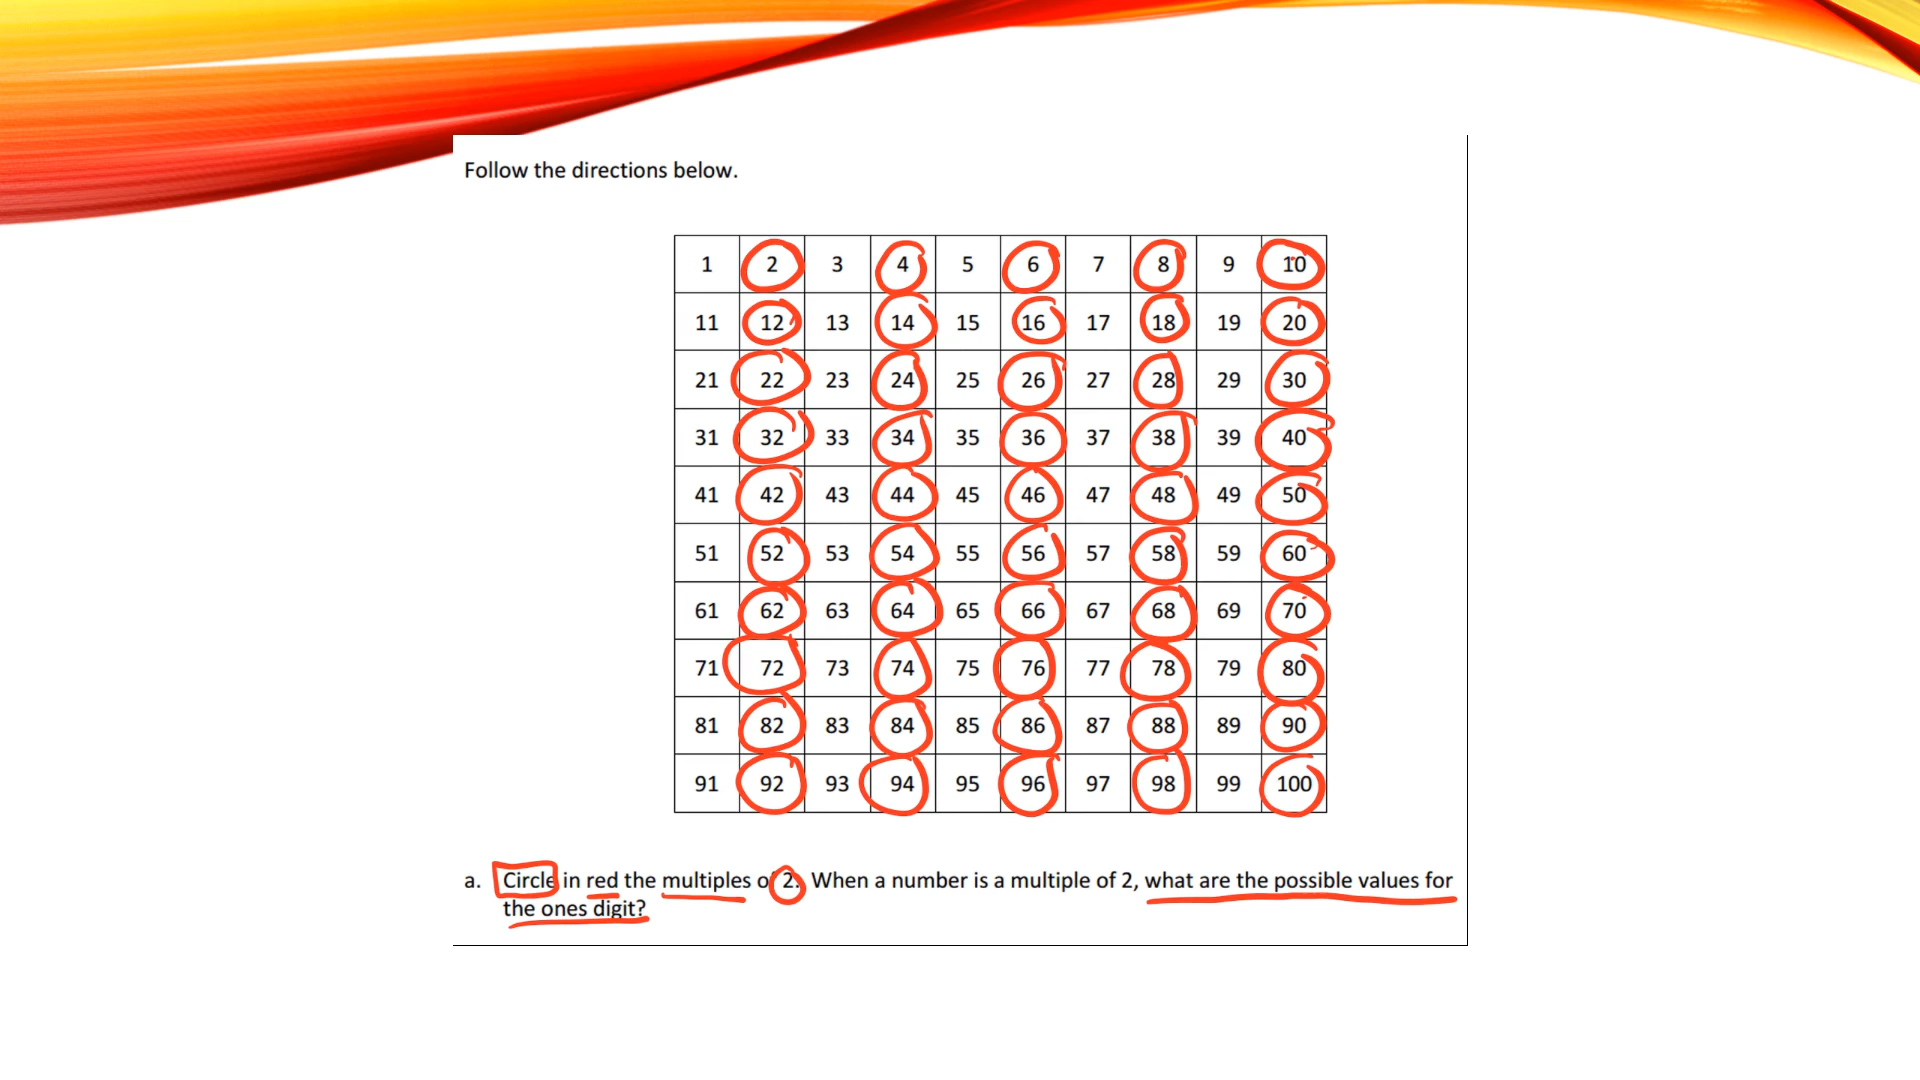 Follow the directions below.
1 2 3 4 5 6 7 8 9 10
11 12 13 14 15 16 17 18 19 20
21 22 23 24 25 26 27 28 29 30
31 32 33 34 35 36 37 38 39 40
41 42 43 44 45 46 47 48 49 50
51 52 53 54 55 56 57 58 59 60
61 62 63 64 65 66 67 68 69 70
71 72 73 74 75 76 77 78 79 80
81 82 83 84 85 86 87 88 89 90
91 92 93 94 95 96 97 98 99 100
a. Circle in red the multiples of 2. When a number is a multiple of 2, what are the possible values for
the ones digit?